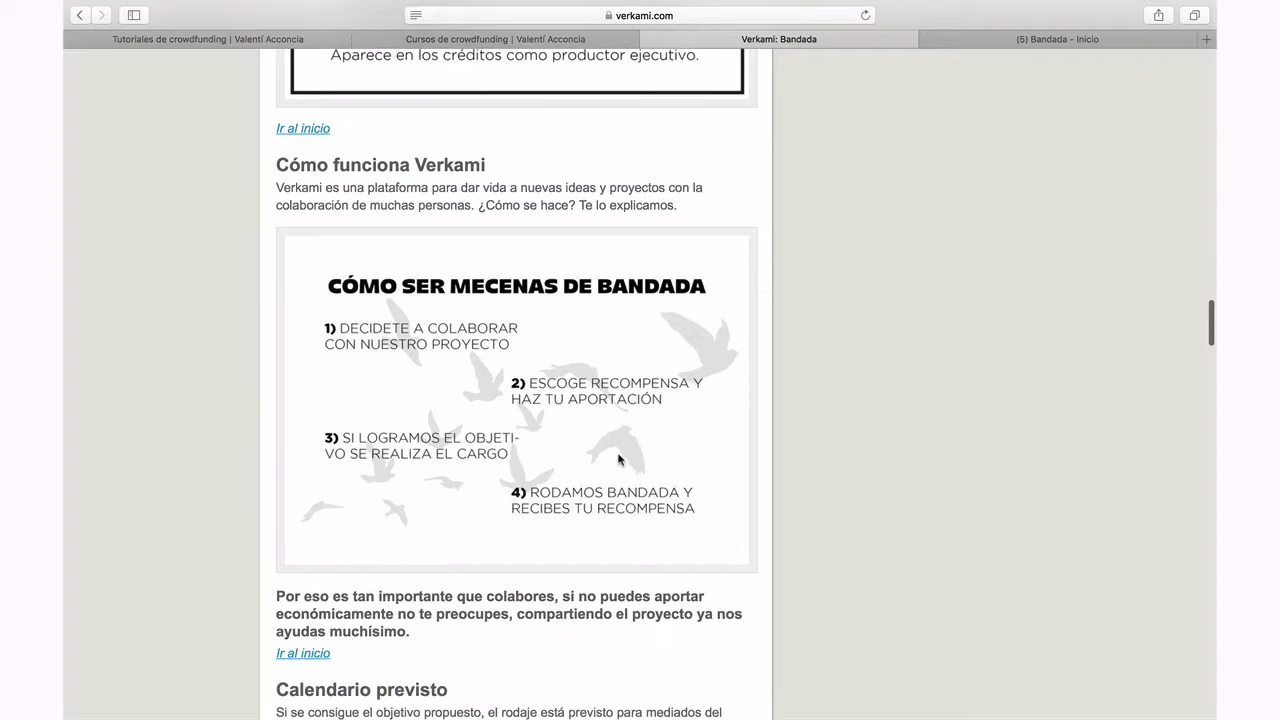 verkami.com
Tutoriales de crowdfunding | Valentí Acconcia
Cursos de crowdfunding | Valentí Acconcia
Verkami: Bandada
(5) Bandada - Inicio
Aparece en los créditos como productor ejecutivo.
Ir al inicio
Cómo funciona Verkami
Verkami es una plataforma para dar vida a nuevas ideas y proyectos con la
colaboración de muchas personas. ¿Cómo se hace? Te lo explicamos.
CÓMO SER MECENAS DE BANDADA
1) DECIDETE A COLABORAR
CON NUESTRO PROYECTO
2) ESCOGE RECOMPENSA Y
HAZ TU APORTACIÓN
3) SI LOGRAMOS EL OBJETI-
VO SE REALIZA EL CARGO
4) RODAMOS BANDADA Y
RECIBES TU RECOMPENSA
Por eso es tan importante que colabores, si no puedes aportar
económicamente no te preocupes, compartiendo el proyecto ya nos
ayudas muchísimo.
Ir al inicio
Calendario previsto
Si se consigue el objetivo propuesto, el rodaje está previsto para mediados del